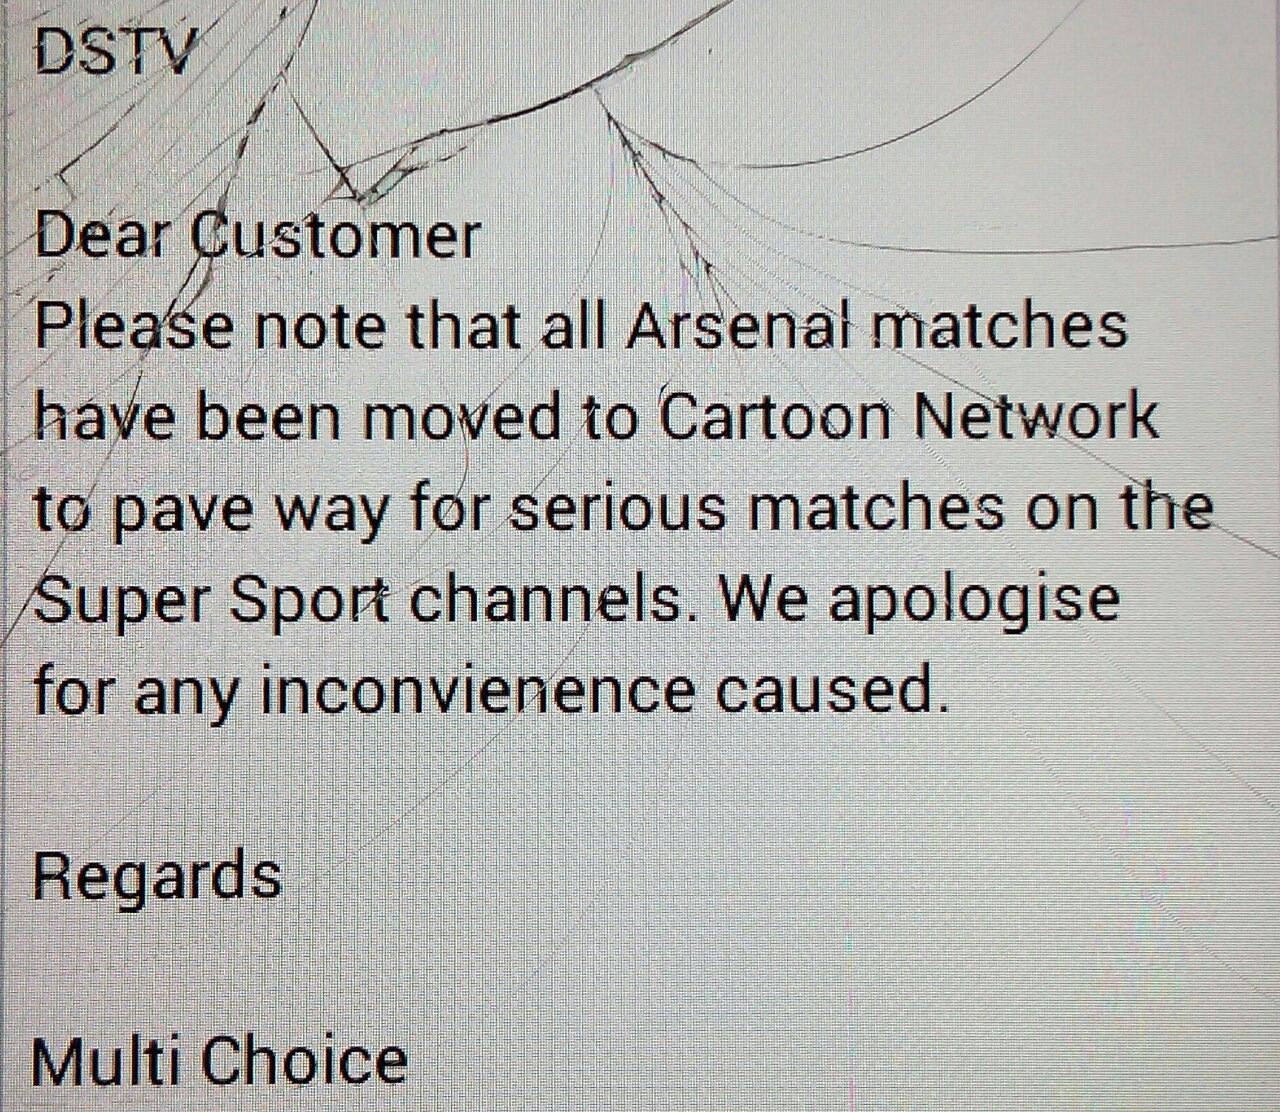 DSTV
Dear Customer
Please note that all Arsenal matches
have been moved to Cartoon Network
to pave way for serious matches on the
Super Sport channels. We apologise
for any inconvienence caused.
Regards
Multi Choice